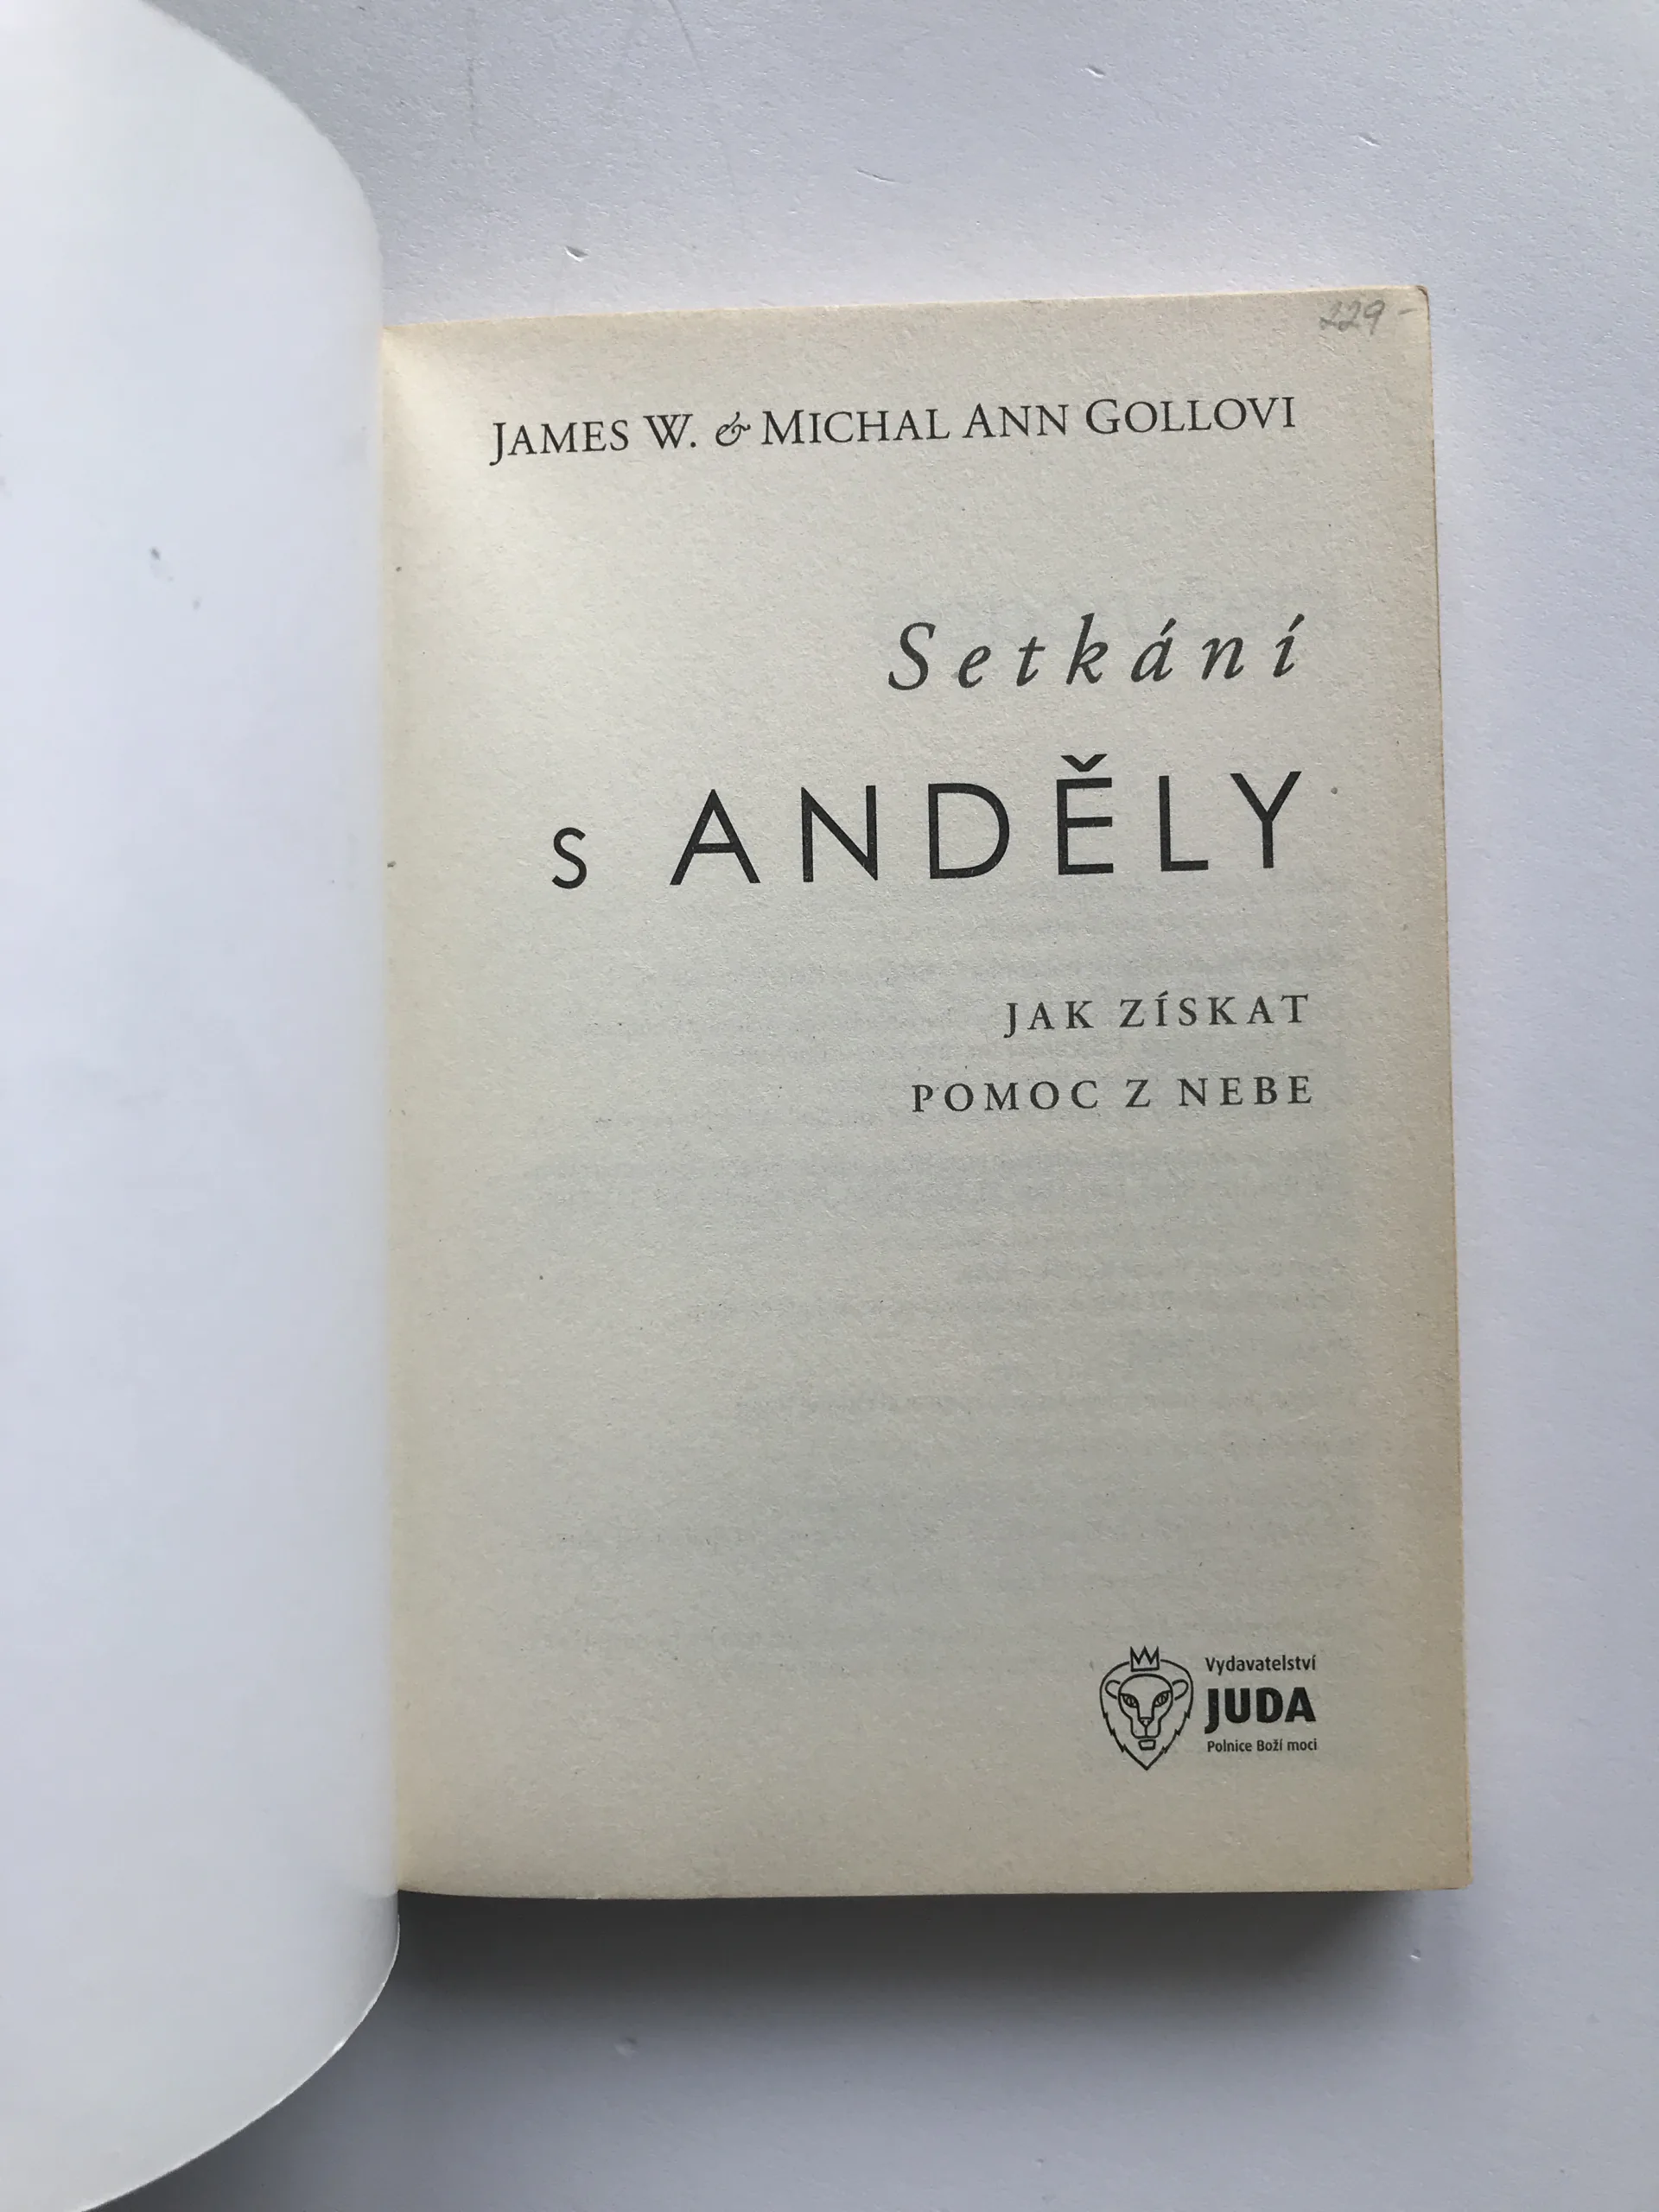 229-
JAMES W. & MICHAL ANN GOLLOVI
Setkání
s ANDĚLY
JAK ZÍSKAT
POMOC Z NEBE
Vydavatelství
JUDA
Polnice Boží moci